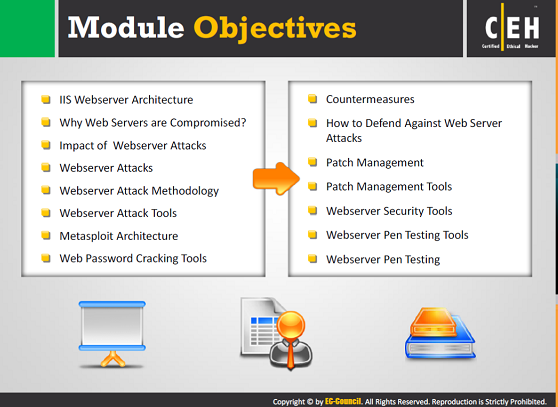 Module Objectives
CEH
Certified Ethical Hacker
IIS Webserver Architecture
Why Web Servers are Compromised?
Impact of Webserver Attacks
Webserver Attacks
Webserver Attack Methodology
Webserver Attack Tools
Metasploit Architecture
Web Password Cracking Tools
Countermeasures
How to Defend Against Web Server
Attacks
Patch Management
Patch Management Tools
Webserver Security Tools
Webserver Pen Testing Tools
Webserver Pen Testing
Copyright © by EC-Council. All Rights Reserved. Reproduction is Strictly Prohibited.